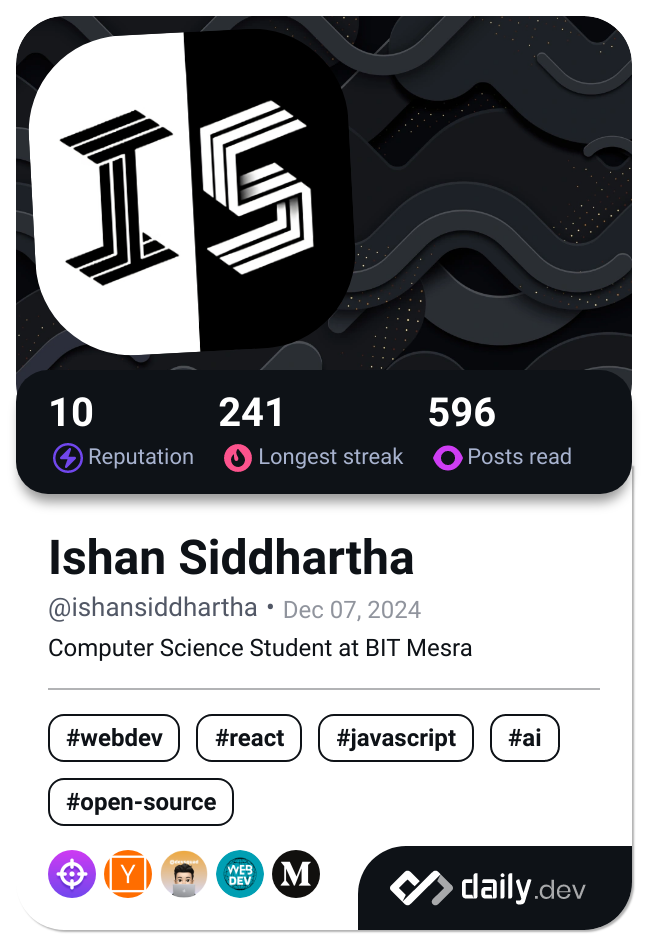 IS
10 241 596
Reputation Longest streak Posts read
Ishan Siddhartha
@ishansiddhartha • Dec 07, 2024
Computer Science Student at BIT Mesra
#webdev #react #javascript #ai
#open-source
Y WEB DEV M daily.dev